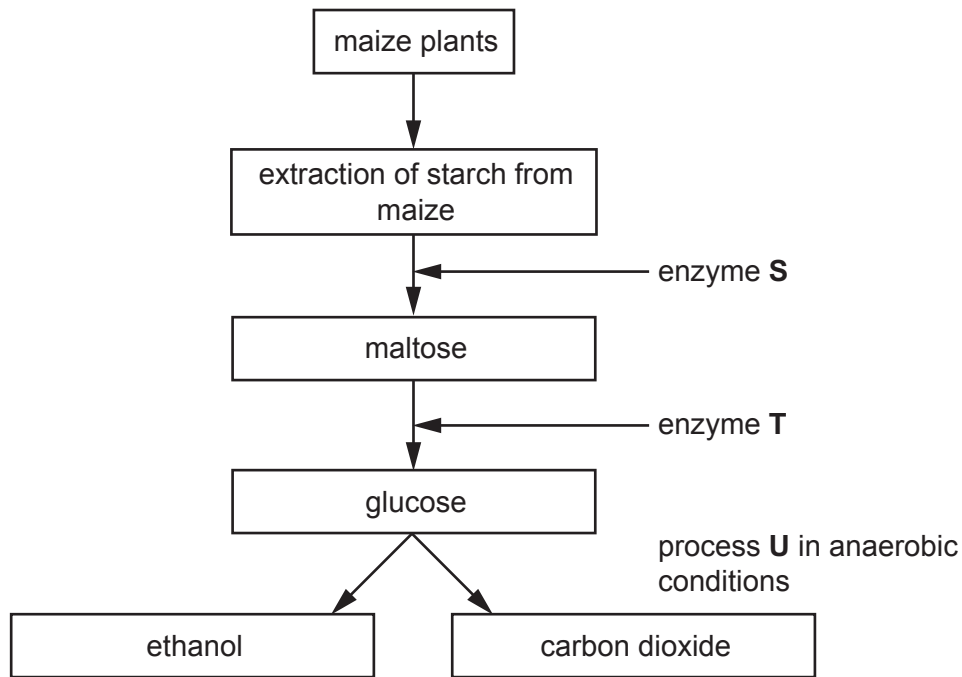 maize plants
extraction of starch from
maize
enzyme S
maltose
enzyme T
glucose
process U in anaerobic
conditions
ethanol
carbon dioxide